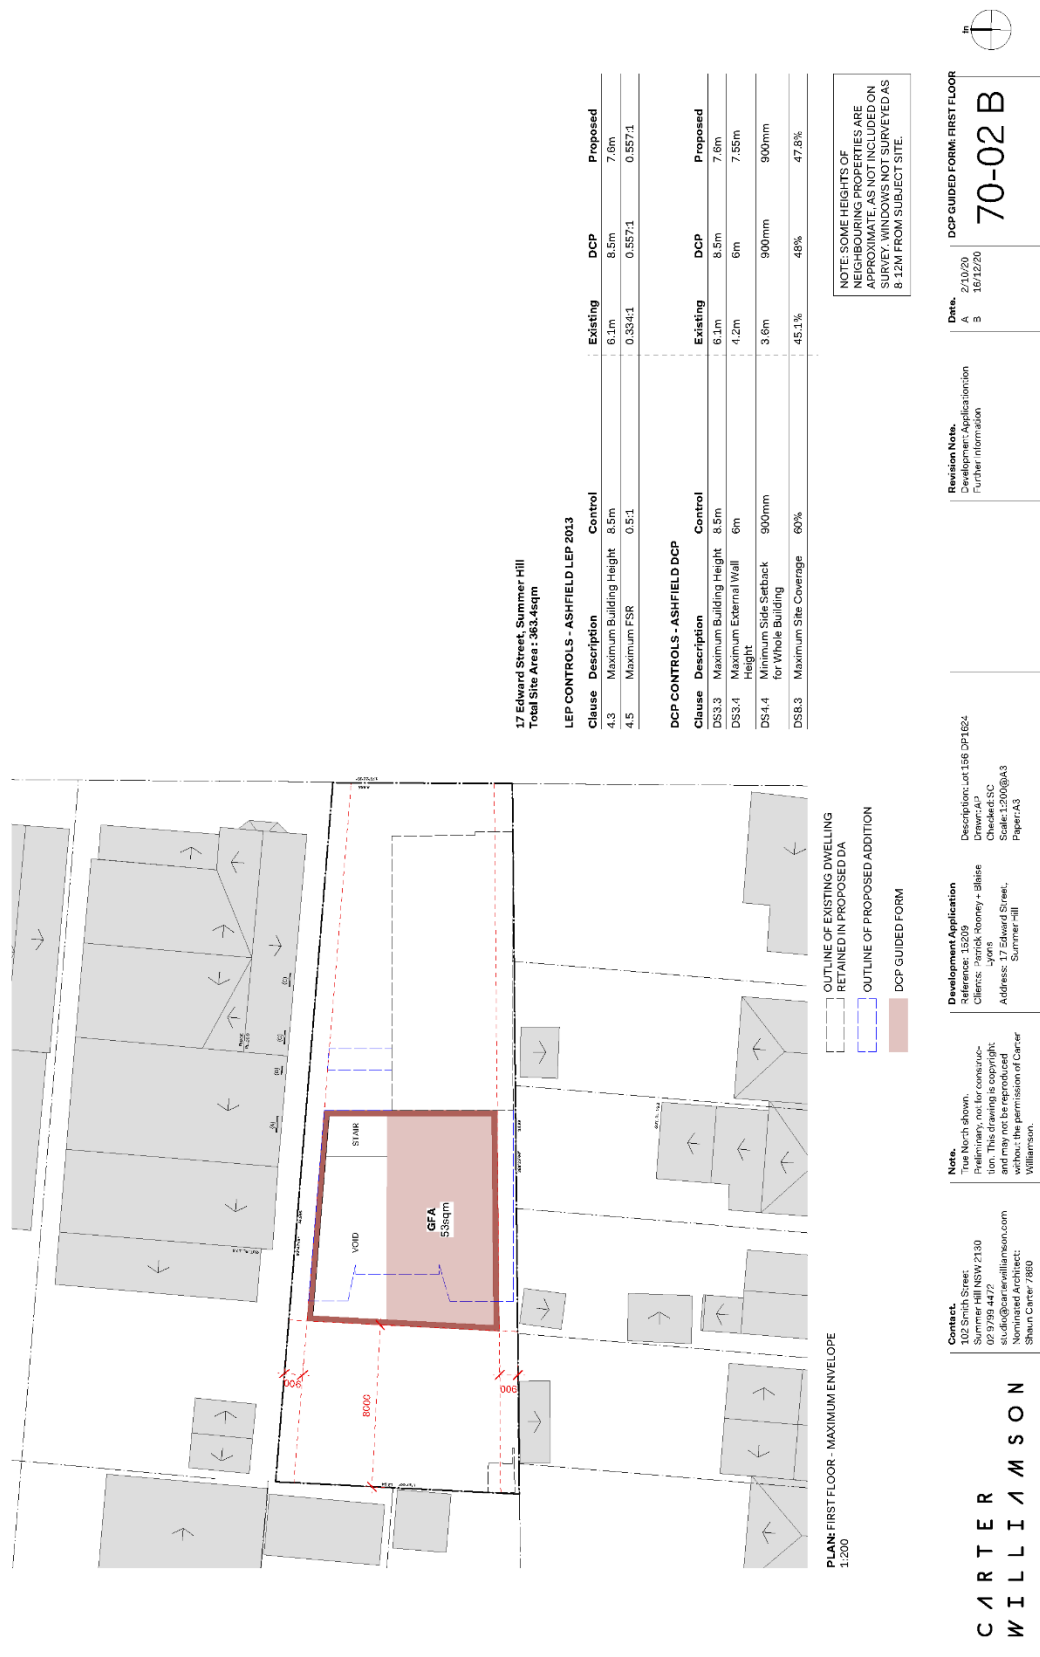 17 Edward Street, Summer Hill
Total Site Area : 363.4sqm
LEP CONTROLS - ASHFIELD LEP 2013
Clause Description Control Existing DCP Proposed
4.3 Maximum Building Height 8.5m 6.1m 8.5m 7.6m
4.5 Maximum FSR 0.5:1 0.334:1 0.557:1 0.557:1
DCP CONTROLS - ASHFIELD DCP
Clause Description Control Existing DCP Proposed
DS3.3 Maximum Building Height 8.5m 6.1m 8.5m 7.6m
DS3.4 Maximum External Wall 6m 4.2m 6m 7.55m
Height
DS4.4 Minimum Side Setback 900mm 3.6m 900mm 900mm
for Whole Building
DS8.3 Maximum Site Coverage 60% 45.1% 48% 47.8%
NOTE: SOME HEIGHTS OF
NEIGHBOURING PROPERTIES ARE
APPROXIMATE, AS NOT INCLUDED ON
SURVEY. WINDOWS NOT SURVEYED AS
8-12M FROM SUBJECT SITE.
STAIR
VOID
GFA
53sqm
900
8000
900
OUTLINE OF EXISTING DWELLING
RETAINED IN PROPOSED DA
OUTLINE OF PROPOSED ADDITION
DCP GUIDED FORM
PLAN: FIRST FLOOR - MAXIMUM ENVELOPE
1:200
CARTER
WILLIAMSON
Contact.
102 Smith Street
Summer Hill NSW 2130
02 9799 4472
studio@carterwilliamson.com
Nominated Architect:
Shaun Carter 7860
Note.
True North shown.
Preliminary, not for construc-
tion. This drawing is copyright
and may not be reproduced
without the permission of Carter
Williamson.
Development Application
Reference: 15209
Clients: Patrick Rooney + Blaise
Lyons
Address: 17 Edward Street,
Summer Hill
Description: Lot 156 DP1624
Drawn: AP
Checked: SC
Scale: 1:200@A3
Paper: A3
Revision Note.
Development Applicationtion
Further Information
Date.
A 2/10/20
B 16/12/20
DCP GUIDED FORM: FIRST FLOOR
70-02 B
tn